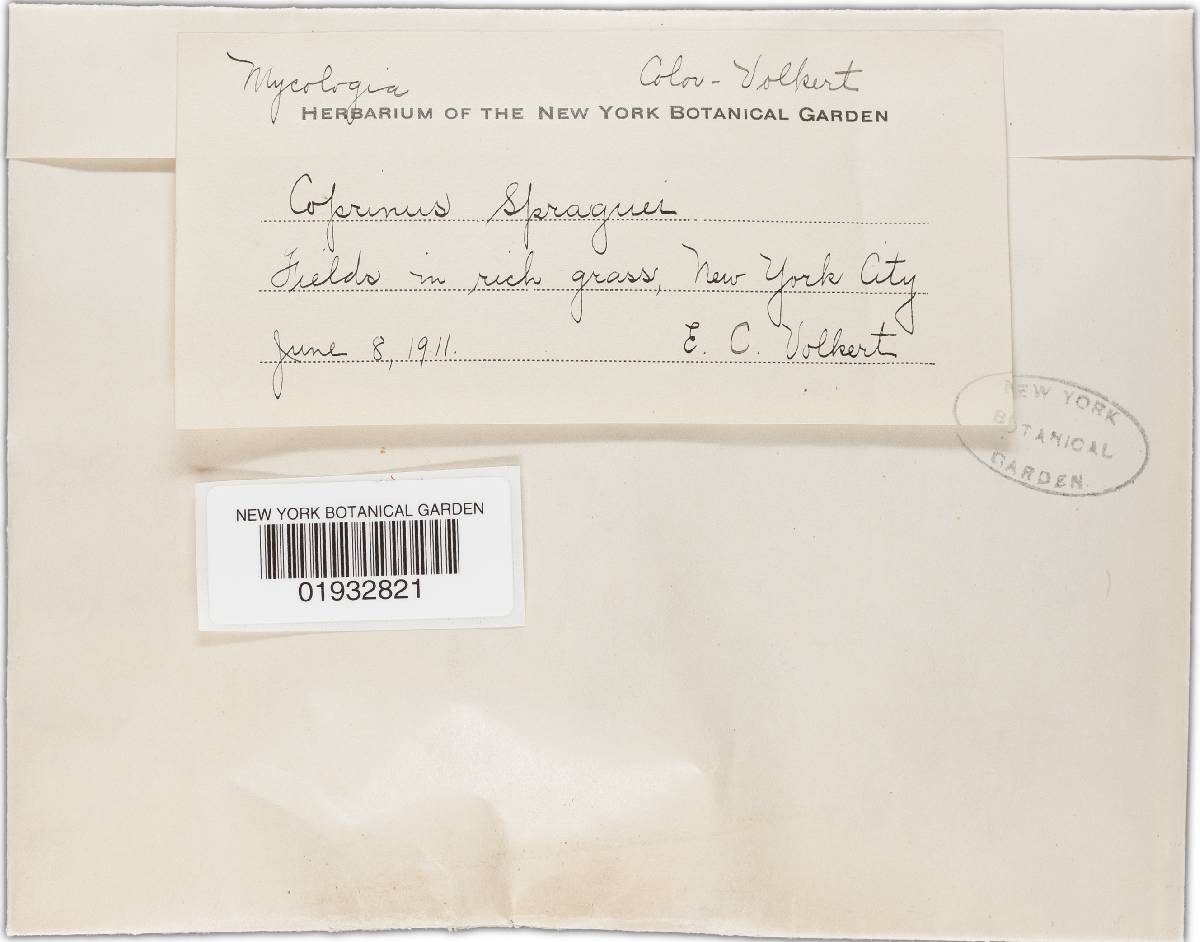 Mycologia Color - Volkert
HERBARIUM OF THE NEW YORK BOTANICAL GARDEN
Coprinus Spraguei
Fields in rich grass, New York City
June 8, 1911. E. C. Volkert
NEW YORK
BOTANICAL
GARDEN
NEW YORK BOTANICAL GARDEN
01932821